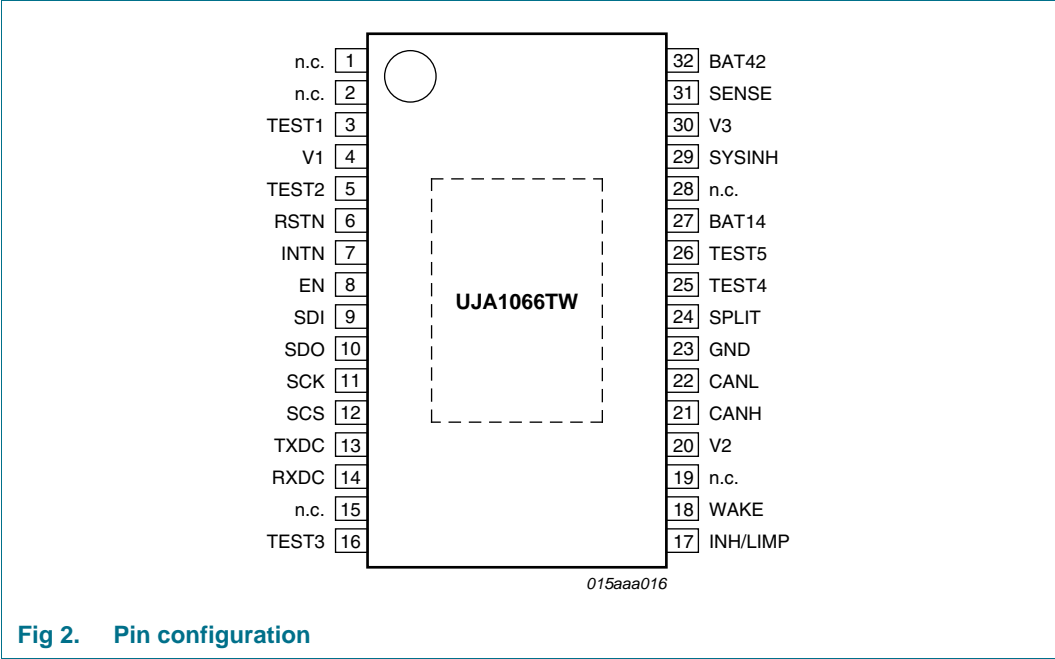 n.c. 1 32 BAT42
n.c. 2 31 SENSE
TEST1 3 30 V3
V1 4 29 SYSINH
TEST2 5 28 n.c.
RSTN 6 27 BAT14
INTN 7 26 TEST5
EN 8 25 TEST4
UJA1066TW
SDI 9 24 SPLIT
SDO 10 23 GND
SCK 11 22 CANL
SCS 12 21 CANH
TXDC 13 20 V2
RXDC 14 19 n.c.
n.c. 15 18 WAKE
TEST3 16 17 INH/LIMP
015aaa016
Fig 2. Pin configuration